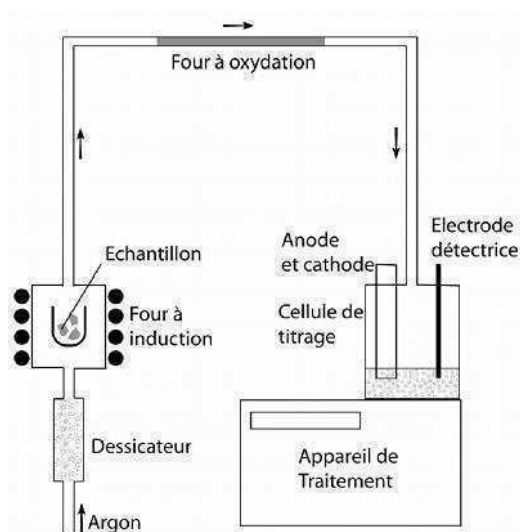 Four à oxydation
Echantillon
Four à
induction
Dessicateur
Argon
Anode
et cathode
Cellule de
titrage
Electrode
détectrice
Appareil de
Traitement